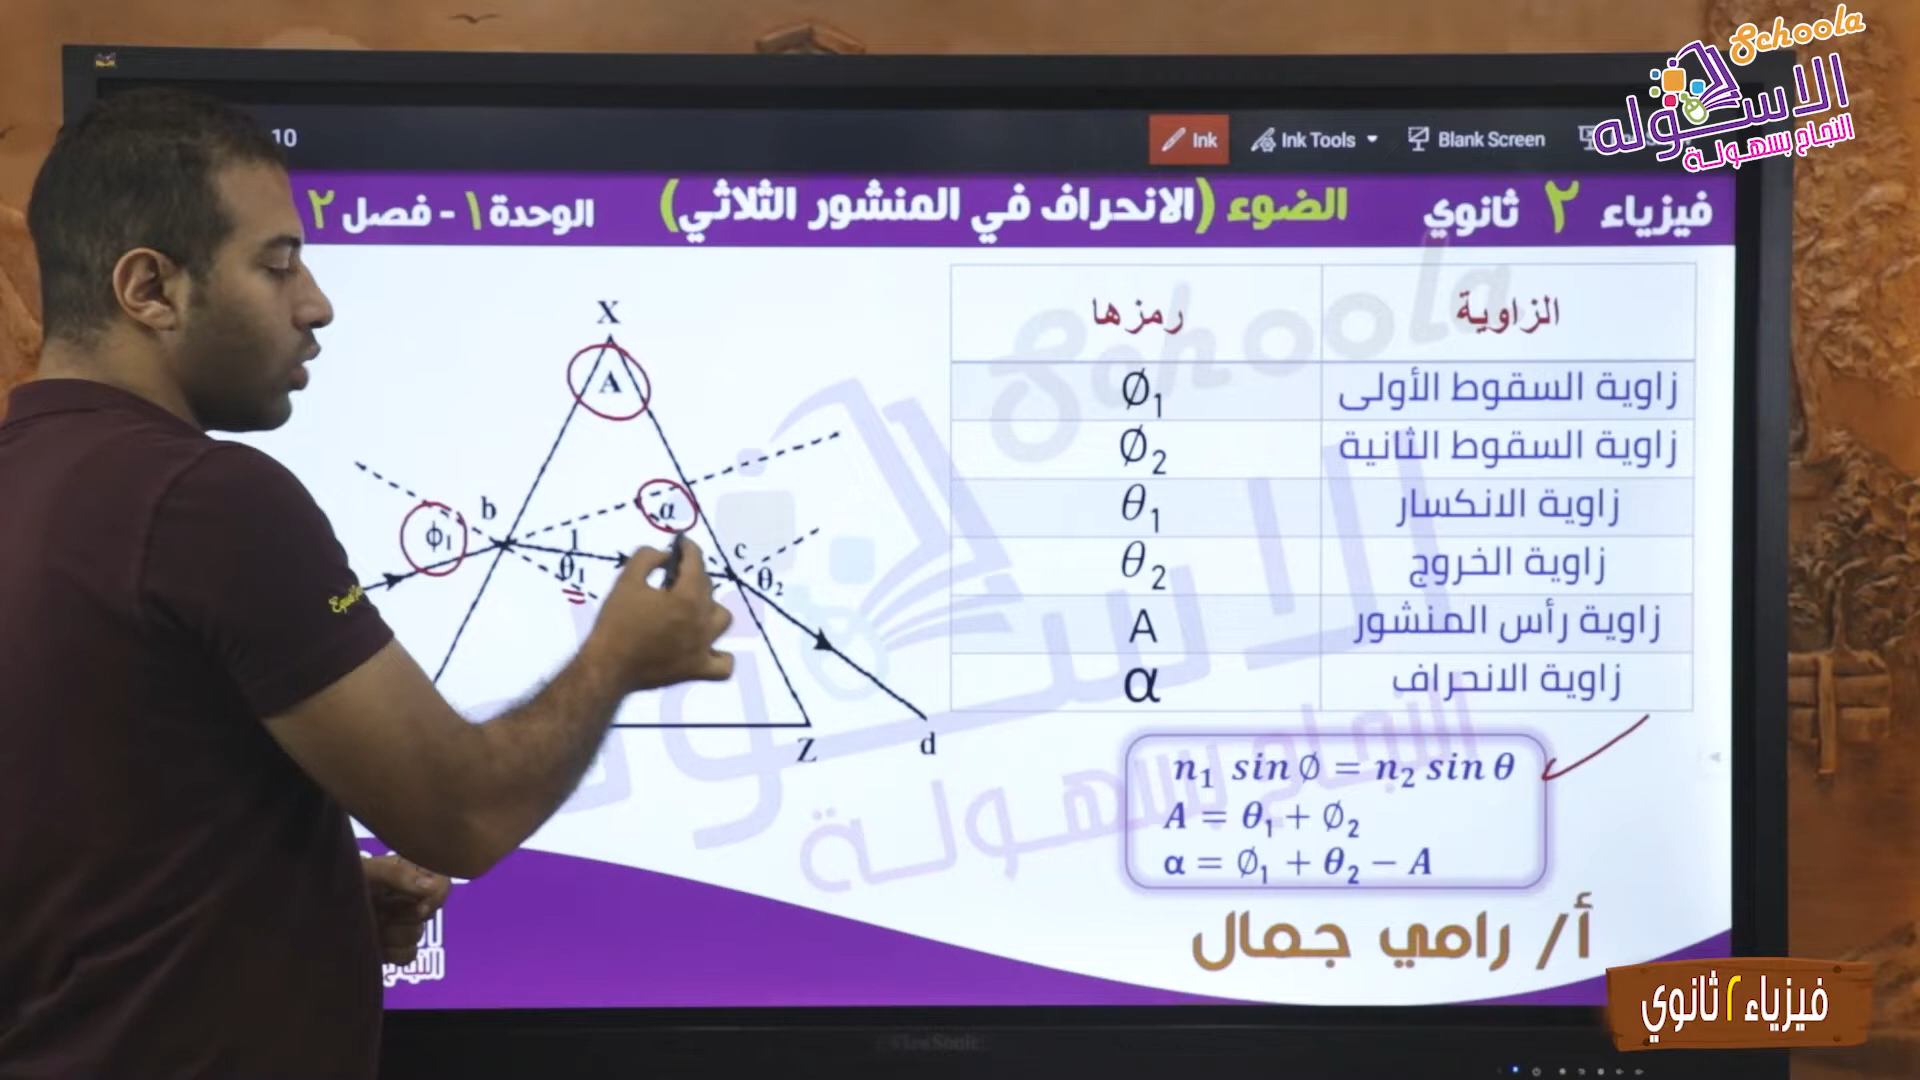 Schoola
الاسكوله
النجاح بسهولة
10
Ink
Ink Tools
Blank Screen
فيزياء ٢ ثانوي
الضوء (الانحراف في المنشور الثلاثي)
الوحدة ١ - فصل ٢
الزاوية رمزها
زاوية السقوط الأولى Ø1
زاوية السقوط الثانية Ø2
زاوية الانكسار θ1
زاوية الخروج θ2
زاوية رأس المنشور A
زاوية الانحراف α
X
A
b
ϕ1
α
1
θ1
c
θ2
Z
d
n1 sin Ø = n2 sin θ
A = θ1 + Ø2
α = Ø1 + θ2 − A
أ/ رامي جمال
فيزياء ٢ ثانوي
ViewSonic